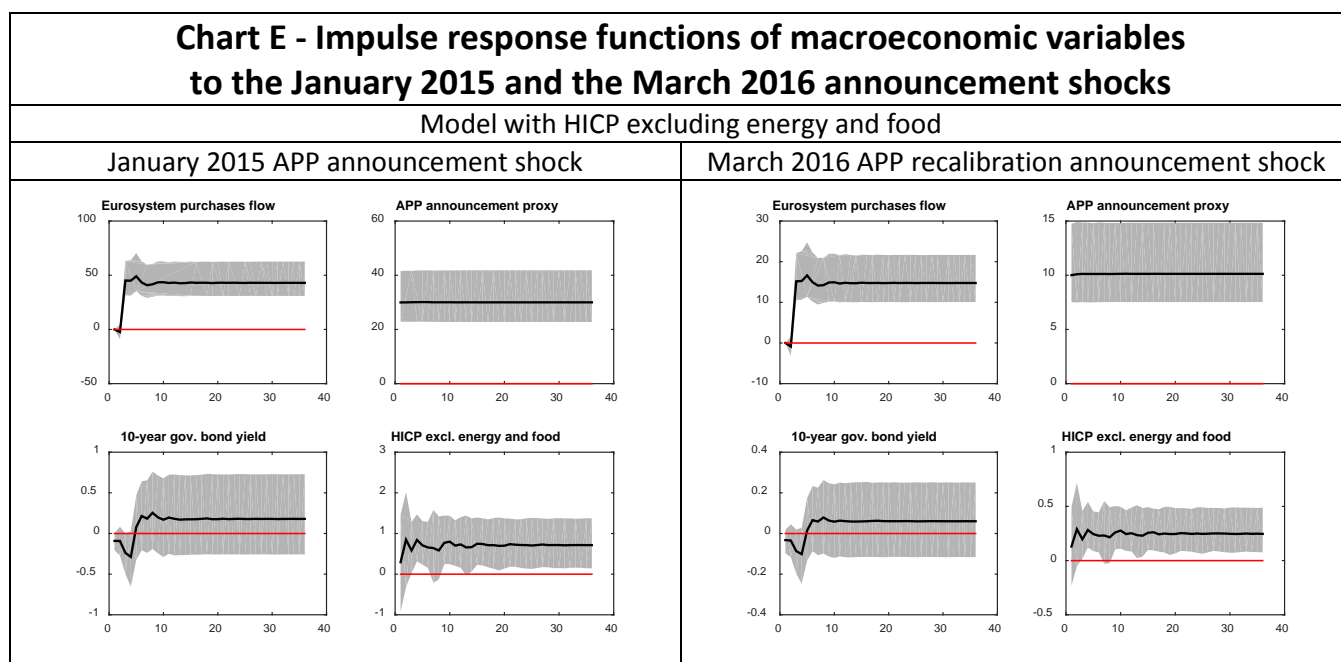 Chart E - Impulse response functions of macroeconomic variables
to the January 2015 and the March 2016 announcement shocks
Model with HICP excluding energy and food
January 2015 APP announcement shock
March 2016 APP recalibration announcement shock
Eurosystem purchases flow
100
50
0
-50
0 10 20 30 40
APP announcement proxy
60
40
20
0
0 10 20 30 40
10-year gov. bond yield
1
0.5
0
-0.5
-1
0 10 20 30 40
HICP excl. energy and food
3
2
1
0
-1
0 10 20 30 40
Eurosystem purchases flow
30
20
10
0
-10
0 10 20 30 40
APP announcement proxy
15
10
5
0
0 10 20 30 40
10-year gov. bond yield
0.4
0.2
0
-0.2
-0.4
0 10 20 30 40
HICP excl. energy and food
1
0.5
0
-0.5
0 10 20 30 40